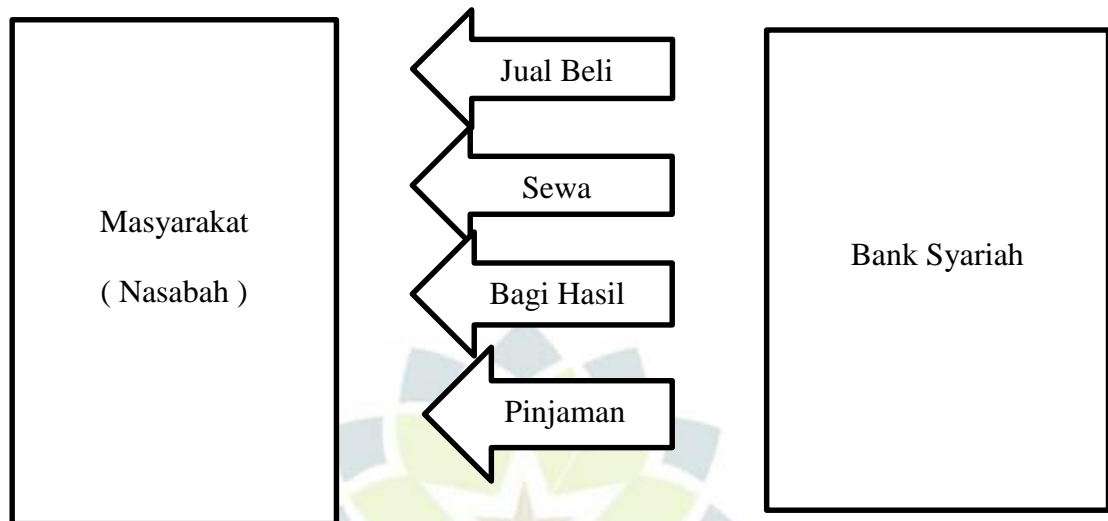 Masyarakat
( Nasabah )
Jual Beli
Sewa
Bagi Hasil
Pinjaman
Bank Syariah